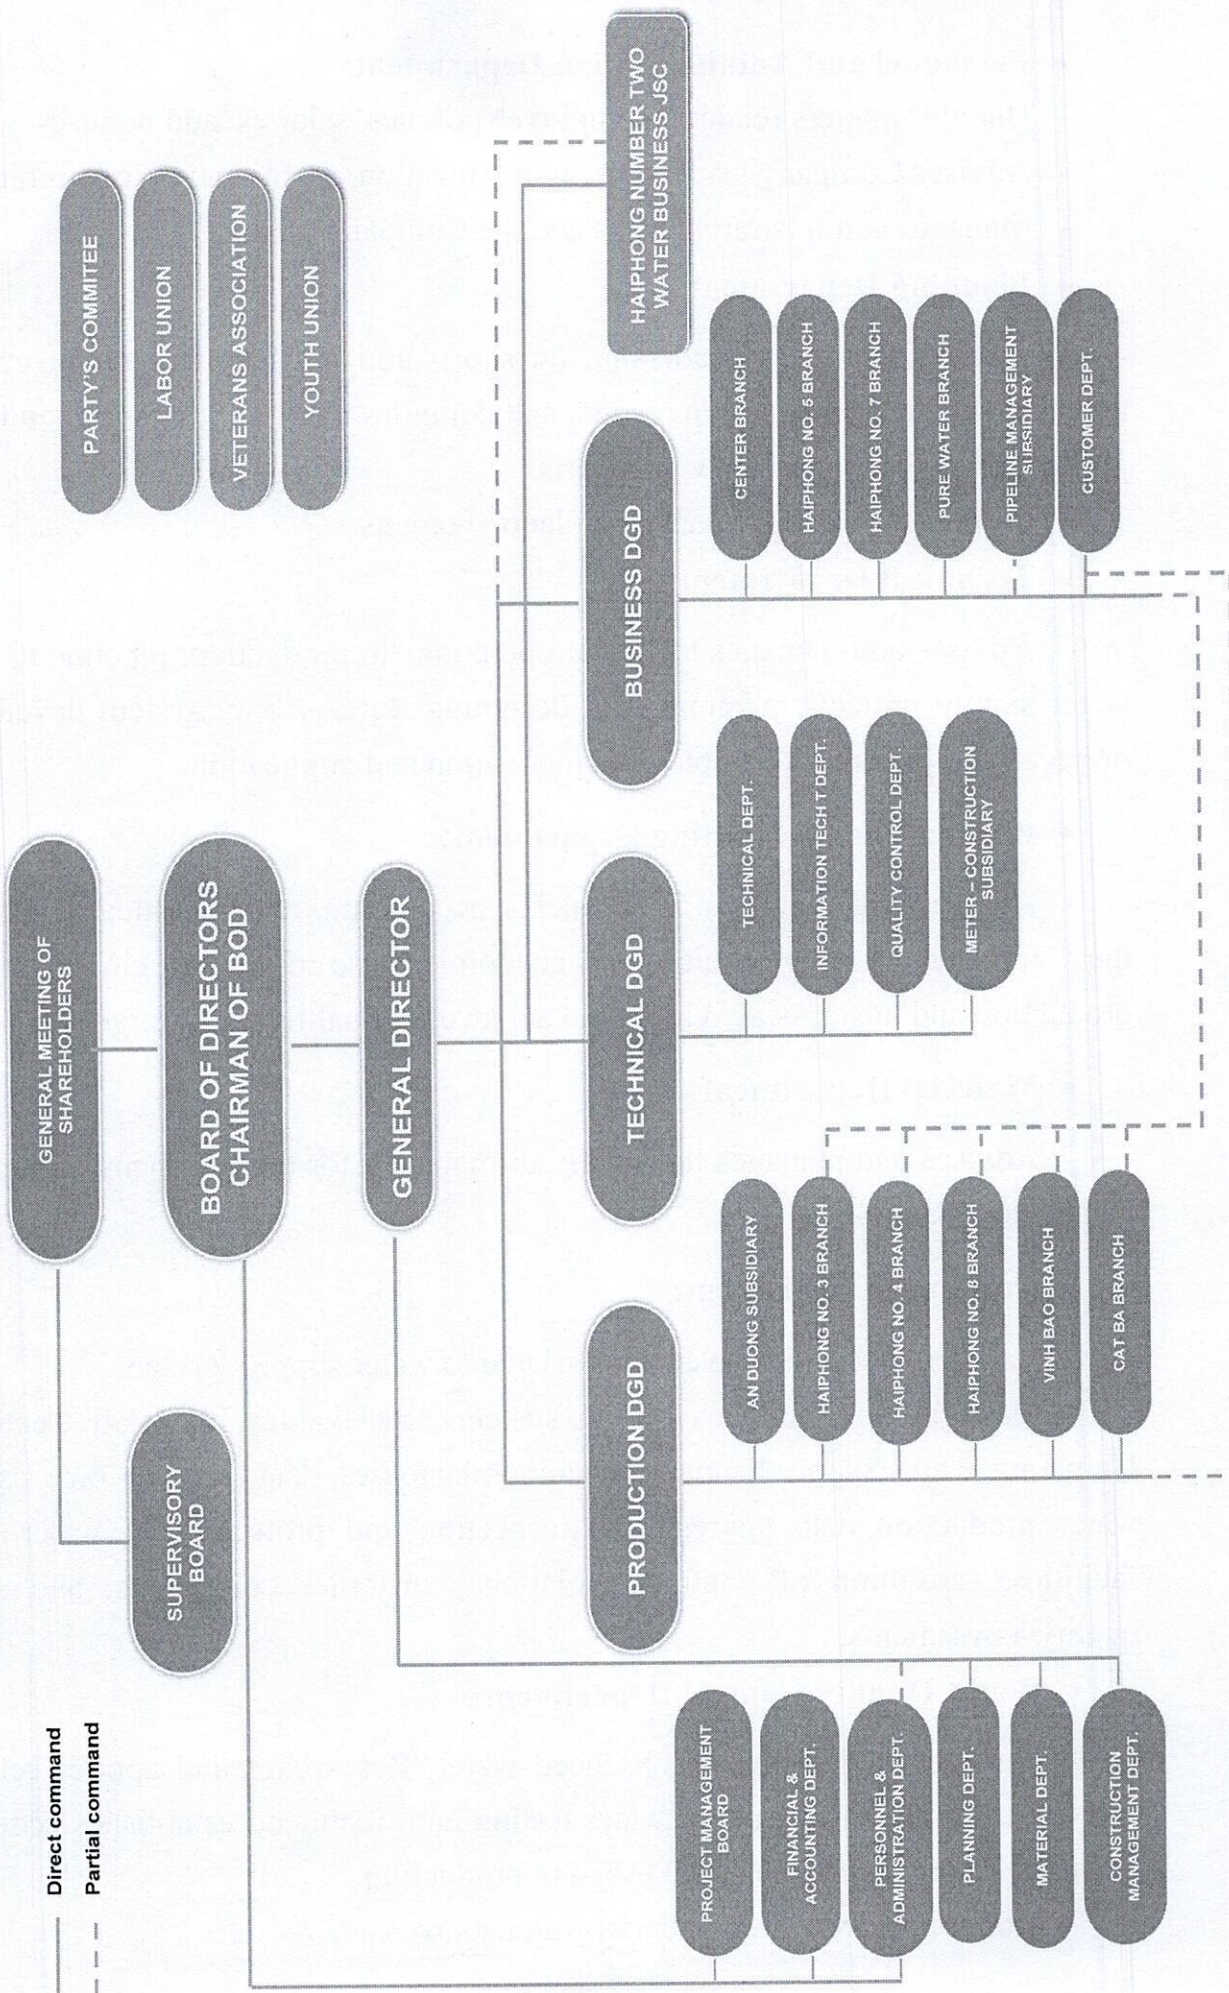 Direct command
Partial command
GENERAL MEETING OF
SHAREHOLDERS
SUPERVISORY
BOARD
BOARD OF DIRECTORS
CHAIRMAN OF BOD
GENERAL DIRECTOR
PARTY'S COMMITEE
LABOR UNION
VETERANS ASSOCIATION
YOUTH UNION
HAIPHONG NUMBER TWO
WATER BUSINESS JSC
PRODUCTION DGD
TECHNICAL DGD
BUSINESS DGD
PROJECT MANAGEMENT
BOARD
FINANCIAL &
ACCOUNTING DEPT.
PERSONNEL &
ADMINISTRATION DEPT.
PLANNING DEPT.
MATERIAL DEPT.
CONSTRUCTION
MANAGEMENT DEPT.
AN DUONG SUBSIDIARY
HAIPHONG NO. 3 BRANCH
HAIPHONG NO. 4 BRANCH
HAIPHONG NO. 6 BRANCH
VINH BAO BRANCH
CAT BA BRANCH
TECHNICAL DEPT.
INFORMATION TECH T DEPT.
QUALITY CONTROL DEPT.
METER – CONSTRUCTION
SUBSIDIARY
CENTER BRANCH
HAIPHONG NO. 5 BRANCH
HAIPHONG NO. 7 BRANCH
PURE WATER BRANCH
PIPELINE MANAGEMENT
SUBSIDIARY
CUSTOMER DEPT.